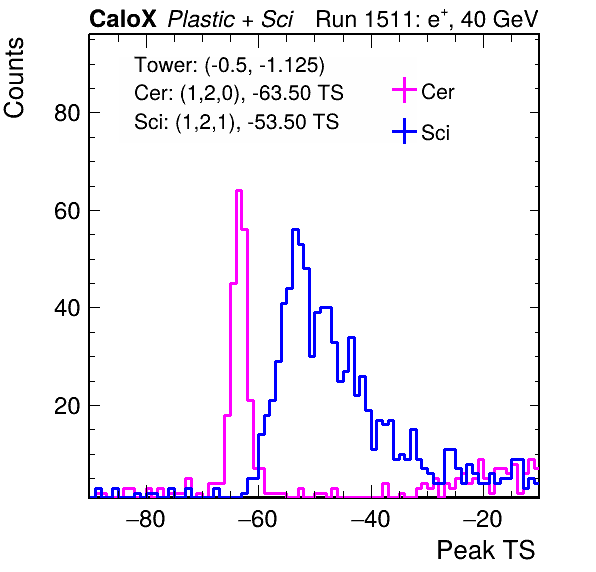 CaloX Plastic + Sci Run 1511: e+, 40 GeV
Counts
Tower: (-0.5, -1.125)
Cer: (1,2,0), -63.50 TS
Sci: (1,2,1), -53.50 TS
Cer
Sci
80
60
40
20
−80 −60 −40 −20
Peak TS